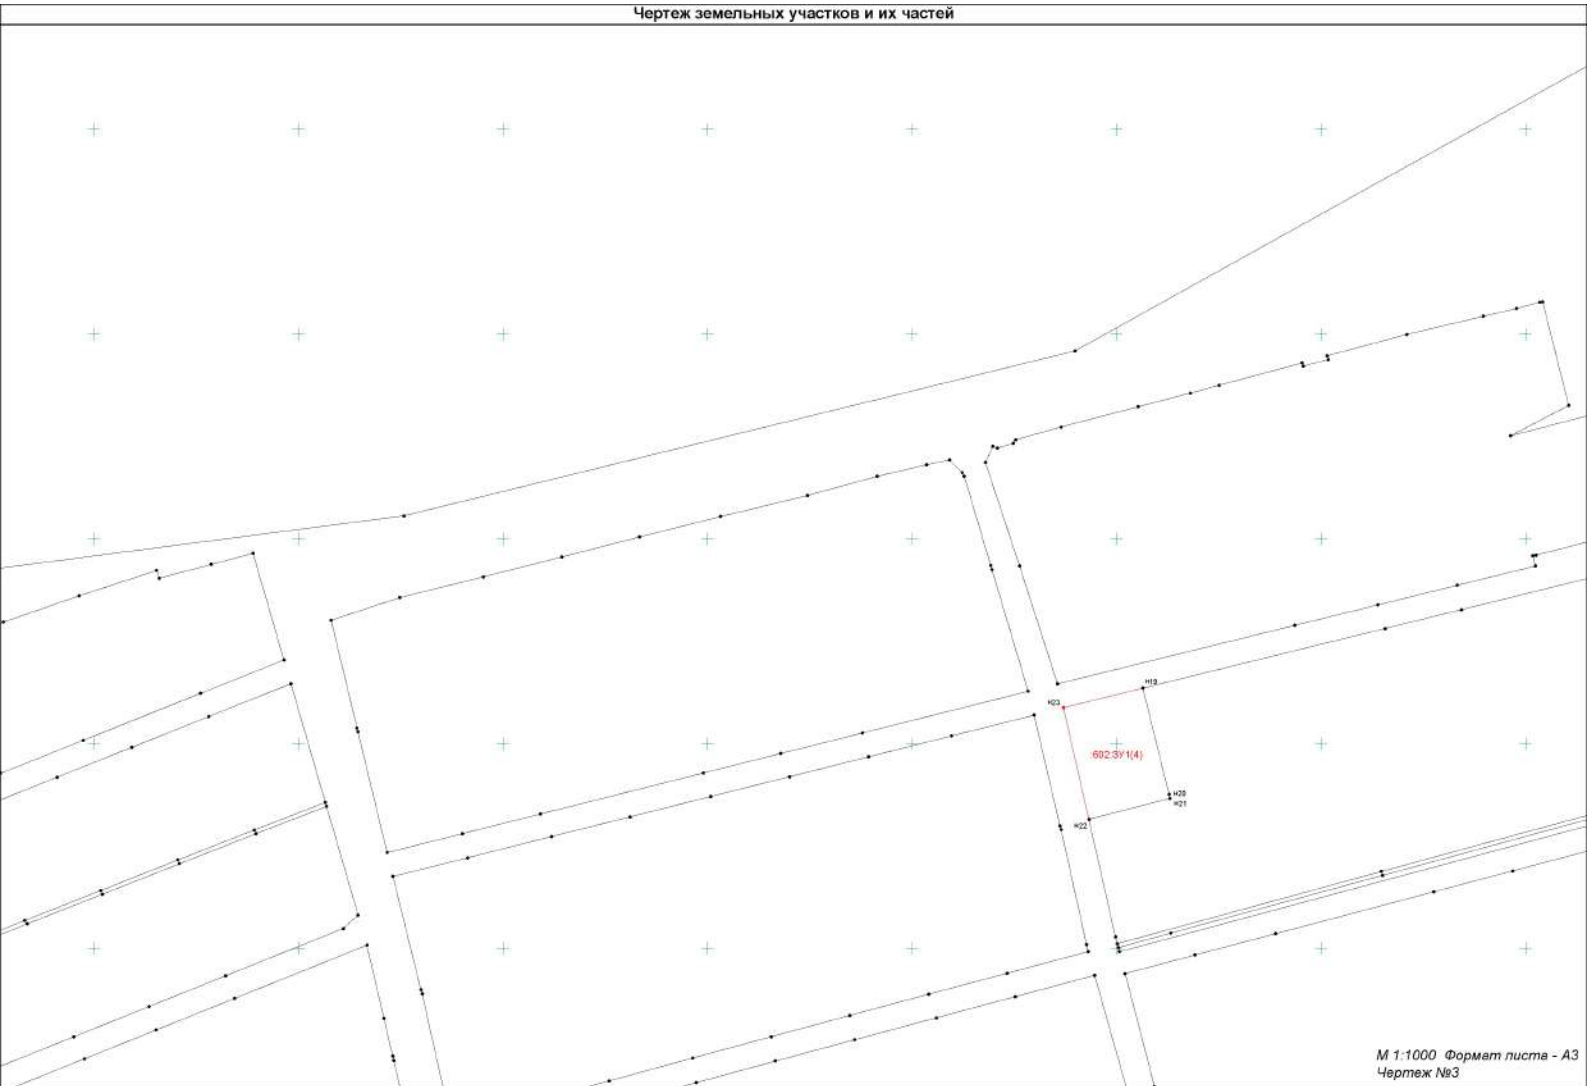 Чертеж земельных участков и их частей
н19
н23
:602:ЗУ1(4)
н20
н21
н22
М 1:1000 Формат листа - А3
Чертеж №3